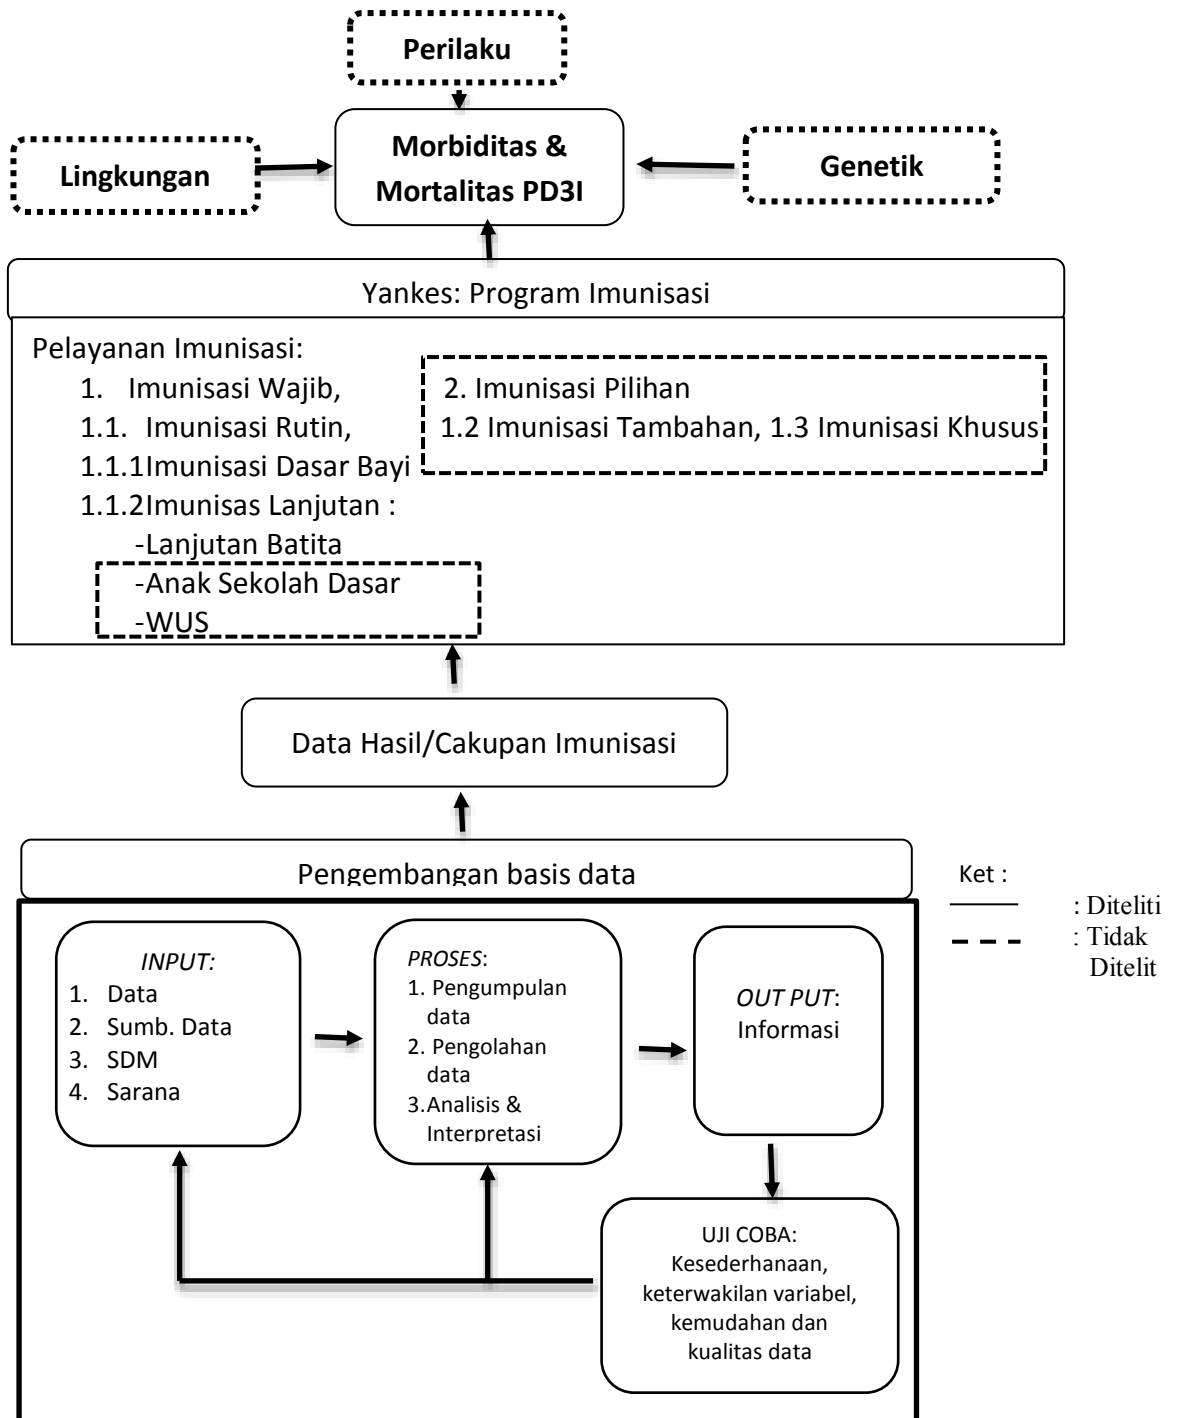 Perilaku
Morbiditas &
Mortalitas PD3I
Lingkungan
Genetik
Yankes: Program Imunisasi
Pelayanan Imunisasi:
1. Imunisasi Wajib,
1.1. Imunisasi Rutin,
1.1.1Imunisasi Dasar Bayi
1.1.2Imunisas Lanjutan :
-Lanjutan Batita
-Anak Sekolah Dasar
-WUS
2. Imunisasi Pilihan
1.2 Imunisasi Tambahan, 1.3 Imunisasi Khusus
Data Hasil/Cakupan Imunisasi
Pengembangan basis data
INPUT:
1. Data
2. Sumb. Data
3. SDM
4. Sarana
PROSES:
1. Pengumpulan
data
2. Pengolahan
data
3.Analisis &
Interpretasi
OUT PUT:
Informasi
UJI COBA:
Kesederhanaan,
keterwakilan variabel,
kemudahan dan
kualitas data
Ket :
: Diteliti
: Tidak
Ditelit